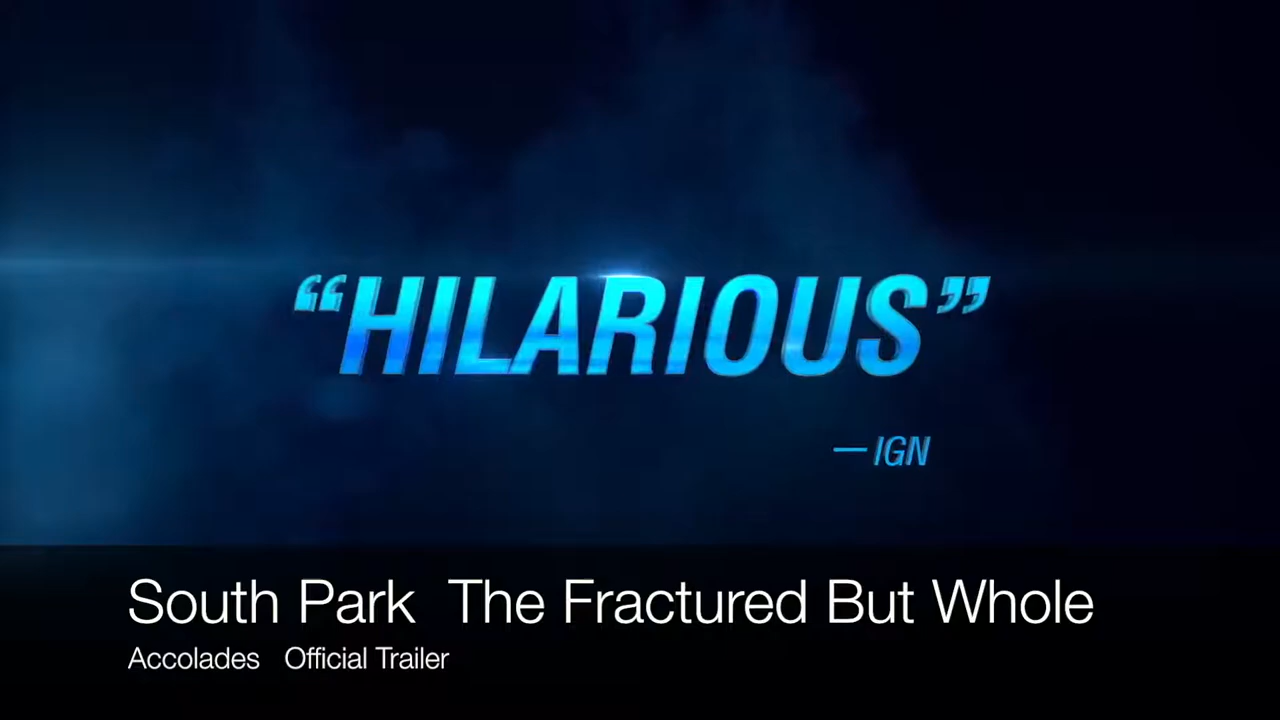 “HILARIOUS”
— IGN
South Park The Fractured But Whole
Accolades Official Trailer